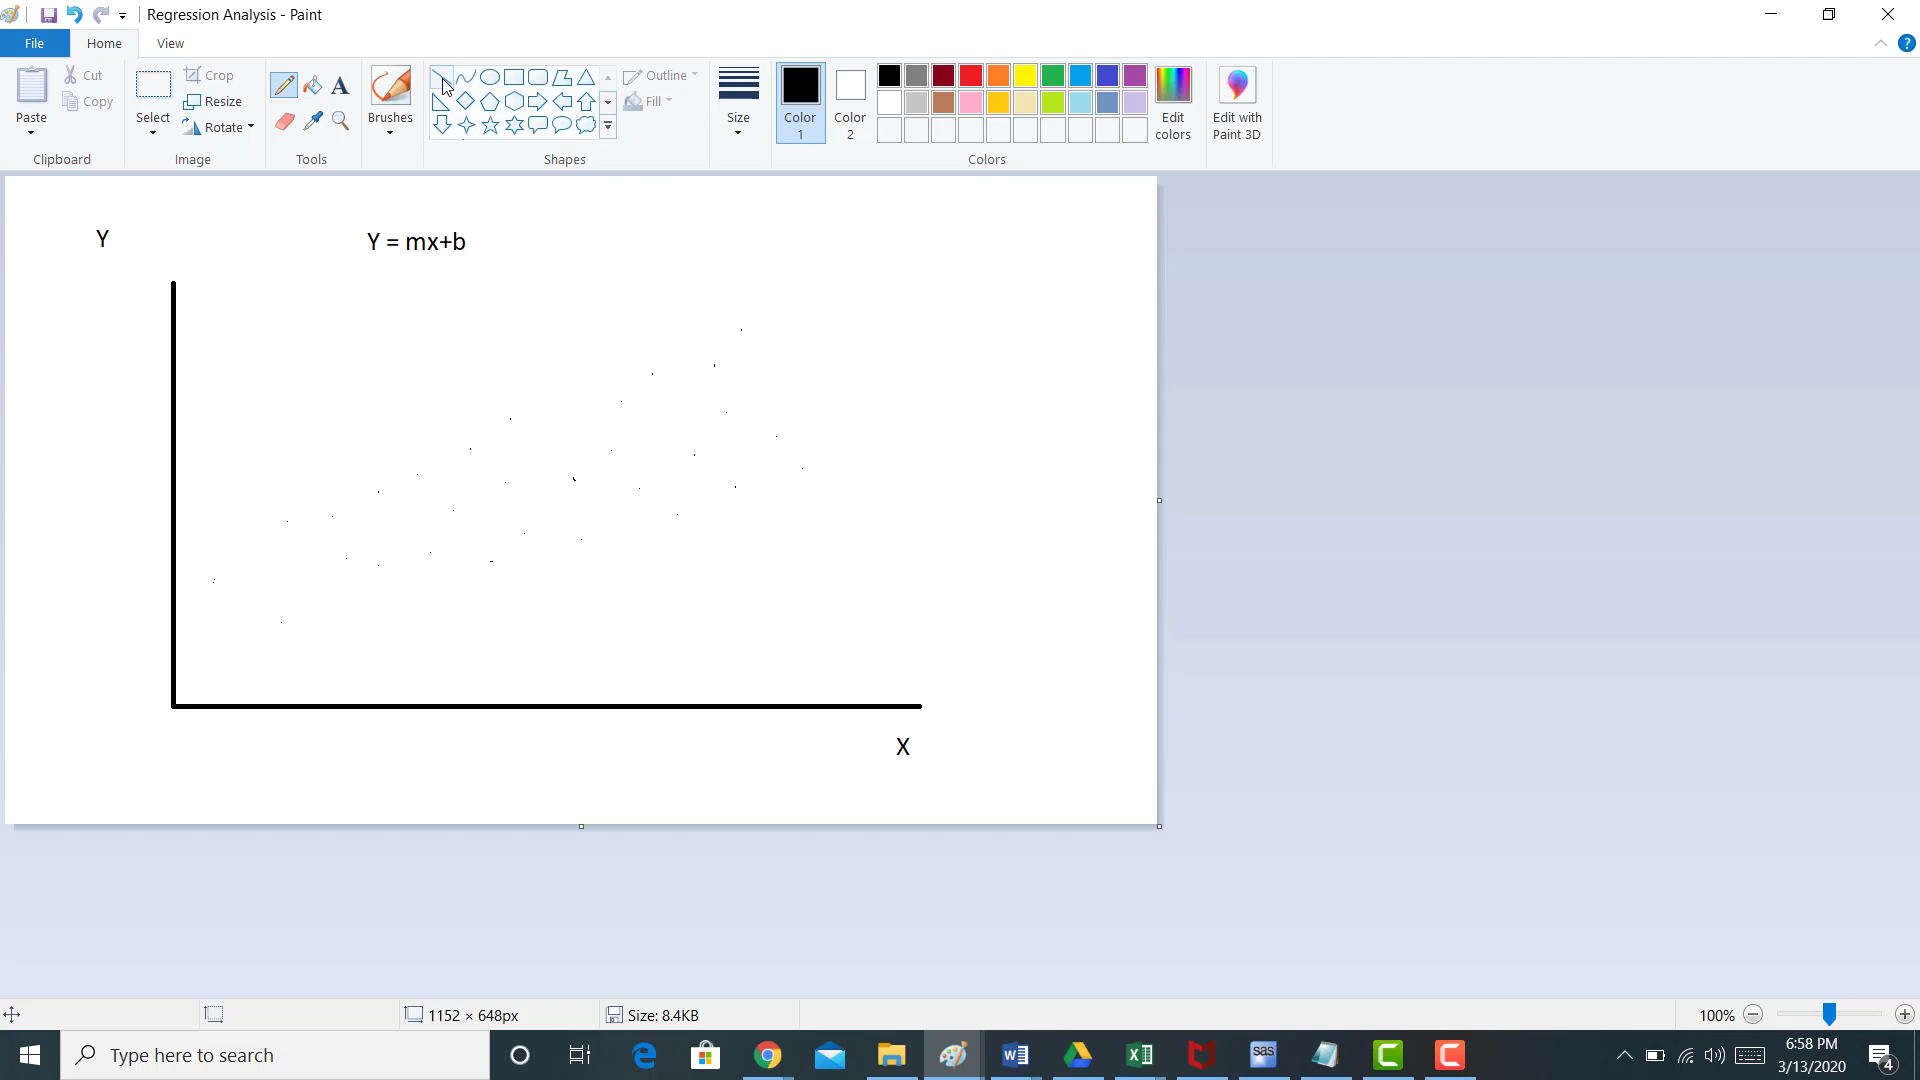 Regression Analysis - Paint
File
Home
View
Paste
Cut
Copy
Clipboard
Select
Crop
Resize
Rotate
Image
A
Tools
Brushes
Shapes
Outline
Fill
Size
Color
1
Color
2
Edit
colors
Colors
Edit with
Paint 3D
?
Y
Y = mx+b
X
1152 × 648px
Size: 8.4KB
100%
Type here to search
sas
6:58 PM
3/13/2020
4